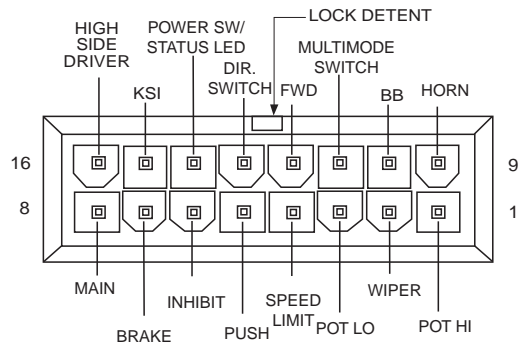 LOCK DETENT
HIGH
SIDE
DRIVER
POWER SW/
STATUS LED
DIR.
SWITCH
MULTIMODE
SWITCH
KSI
FWD
BB
HORN
16
9
8
1
MAIN
BRAKE
INHIBIT
PUSH
SPEED
LIMIT
POT LO
WIPER
POT HI